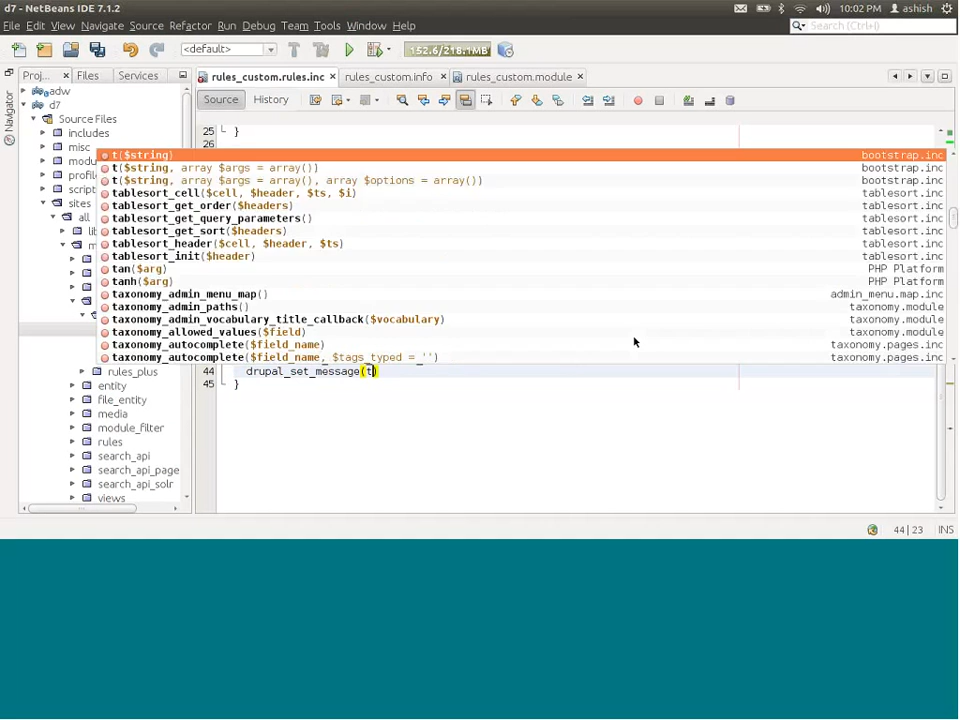 d7 - NetBeans IDE 7.1.2
10:02 PM ashish
File Edit View Navigate Source Refactor Run Debug Team Tools Window Help
Search (Ctrl+I)
<default>
152.6/218.1MB
Proj... Files Services
rules_custom.rules.inc rules_custom.info rules_custom.module
Navigator
Source History
adw
d7
Source Files
includes
misc
modu
profil
script
sites
all
lib
m
25 }
26
t($string) bootstrap.inc
t($string, array $args = array()) bootstrap.inc
t($string, array $args = array(), array $options = array()) bootstrap.inc
tablesort_cell($cell, $header, $ts, $i) tablesort.inc
tablesort_get_order($headers) tablesort.inc
tablesort_get_query_parameters() tablesort.inc
tablesort_get_sort($headers) tablesort.inc
tablesort_header($cell, $header, $ts) tablesort.inc
tablesort_init($header) tablesort.inc
tan($arg) PHP Platform
tanh($arg) PHP Platform
taxonomy_admin_menu_map() admin_menu.map.inc
taxonomy_admin_paths() taxonomy.module
taxonomy_admin_vocabulary_title_callback($vocabulary) taxonomy.module
taxonomy_allowed_values($field) taxonomy.module
taxonomy_autocomplete($field_name) taxonomy.pages.inc
taxonomy_autocomplete($field_name, $tags_typed = '') taxonomy.pages.inc
44 drupal_set_message(t)
45 }
rules_plus
entity
file_entity
media
module_filter
rules
search_api
search_api_page
search_api_solr
views
44 | 23 INS